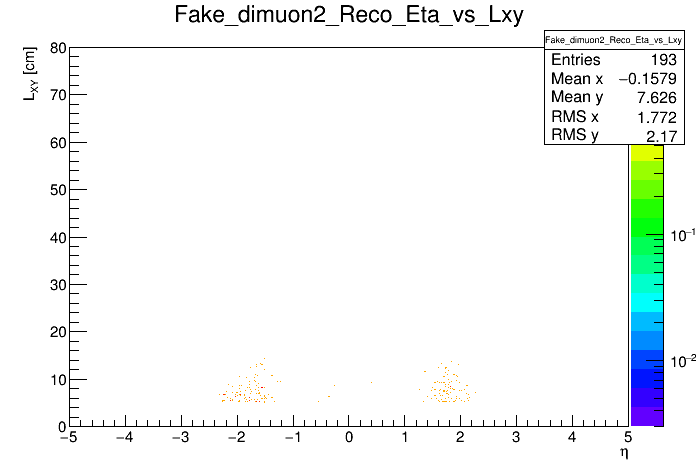 Fake_dimuon2_Reco_Eta_vs_Lxy
Fake_dimuon2_Reco_Eta_vs_Lxy
Entries 193
Mean x −0.1579
Mean y 7.626
RMS x 1.772
RMS y 2.17
L_XY [cm]
80
70
60
50
40
30
20
10
0
−5 −4 −3 −2 −1 0 1 2 3 4 5
η
10⁻¹
10⁻²